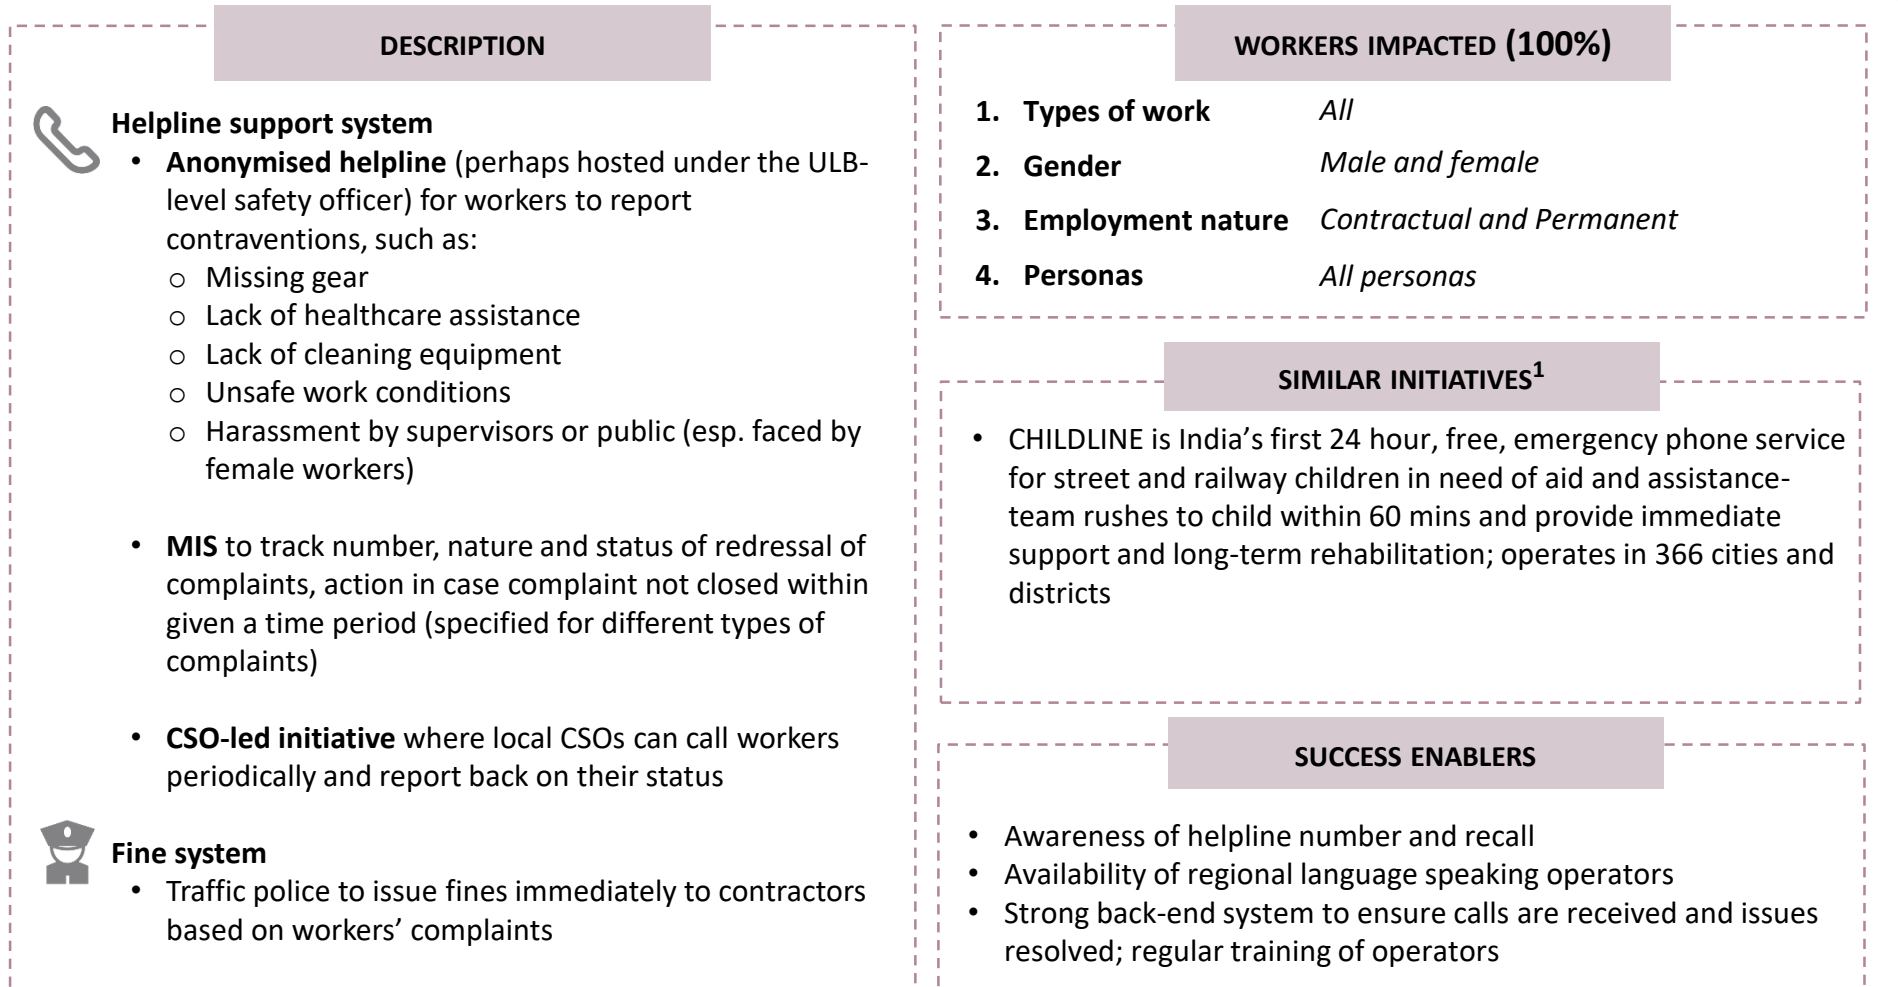 DESCRIPTION
Helpline support system
• Anonymised helpline (perhaps hosted under the ULB-
level safety officer) for workers to report
contraventions, such as:
o Missing gear
o Lack of healthcare assistance
o Lack of cleaning equipment
o Unsafe work conditions
o Harassment by supervisors or public (esp. faced by
female workers)
• MIS to track number, nature and status of redressal of
complaints, action in case complaint not closed within
given a time period (specified for different types of
complaints)
• CSO-led initiative where local CSOs can call workers
periodically and report back on their status
Fine system
• Traffic police to issue fines immediately to contractors
based on workers’ complaints
WORKERS IMPACTED (100%)
1. Types of work All
2. Gender Male and female
3. Employment nature Contractual and Permanent
4. Personas All personas
SIMILAR INITIATIVES1
• CHILDLINE is India’s first 24 hour, free, emergency phone service
for street and railway children in need of aid and assistance-
team rushes to child within 60 mins and provide immediate
support and long-term rehabilitation; operates in 366 cities and
districts
SUCCESS ENABLERS
• Awareness of helpline number and recall
• Availability of regional language speaking operators
• Strong back-end system to ensure calls are received and issues
resolved; regular training of operators